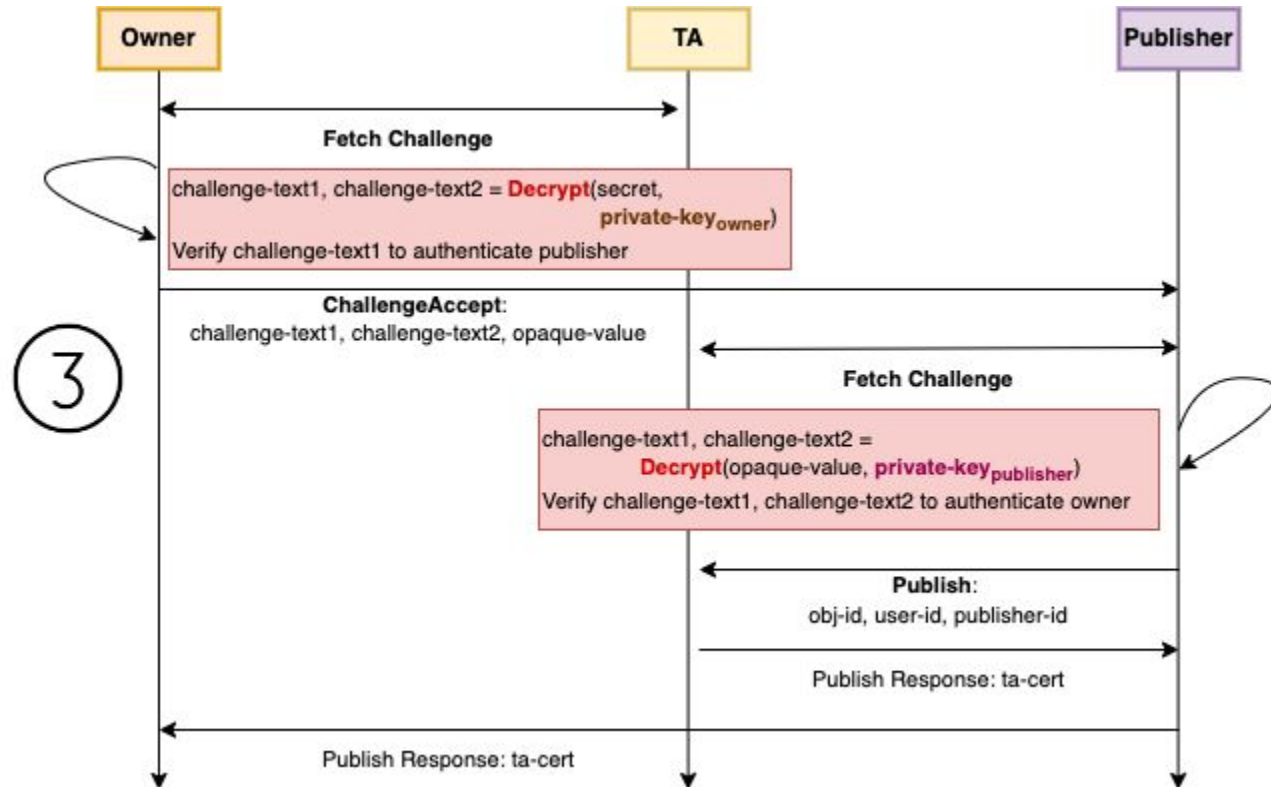 Owner
TA
Publisher
Fetch Challenge
challenge-text1, challenge-text2 = Decrypt(secret,
private-keyowner)
Verify challenge-text1 to authenticate publisher
ChallengeAccept:
challenge-text1, challenge-text2, opaque-value
3
Fetch Challenge
challenge-text1, challenge-text2 =
Decrypt(opaque-value, private-keypublisher)
Verify challenge-text1, challenge-text2 to authenticate owner
Publish:
obj-id, user-id, publisher-id
Publish Response: ta-cert
Publish Response: ta-cert